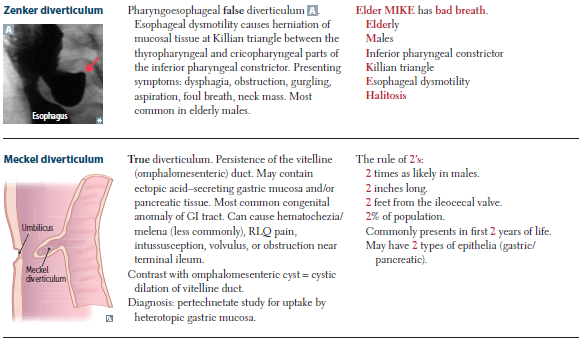 Zenker diverticulum
A
Esophagus
Pharyngoesophageal false diverticulum A.
Esophageal dysmotility causes herniation of
mucosal tissue at Killian triangle between the
thyropharyngeal and cricopharyngeal parts of
the inferior pharyngeal constrictor. Presenting
symptoms: dysphagia, obstruction, gurgling,
aspiration, foul breath, neck mass. Most
common in elderly males.
Elder MIKE has bad breath.
Elderly
Males
Inferior pharyngeal constrictor
Killian triangle
Esophageal dysmotility
Halitosis
Meckel diverticulum
Umbilicus
Meckel
diverticulum
True diverticulum. Persistence of the vitelline
(omphalomesenteric) duct. May contain
ectopic acid–secreting gastric mucosa and/or
pancreatic tissue. Most common congenital
anomaly of GI tract. Can cause hematochezia/
melena (less commonly), RLQ pain,
intussusception, volvulus, or obstruction near
terminal ileum.
Contrast with omphalomesenteric cyst = cystic
dilation of vitelline duct.
Diagnosis: pertechnetate study for uptake by
heterotopic gastric mucosa.
The rule of 2's:
2 times as likely in males.
2 inches long.
2 feet from the ileocecal valve.
2% of population.
Commonly presents in first 2 years of life.
May have 2 types of epithelia (gastric/
pancreatic).